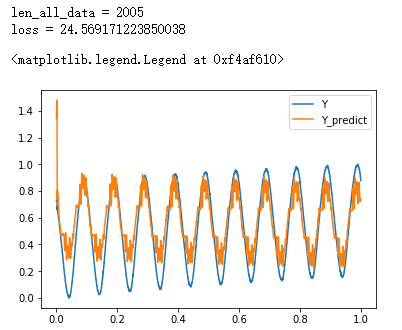 len_all_data = 2005
loss = 24.569171223850038
<matplotlib.legend.Legend at 0xf4af610>
Y
Y_predict
1.4
1.2
1.0
0.8
0.6
0.4
0.2
0.0
0.0 0.2 0.4 0.6 0.8 1.0